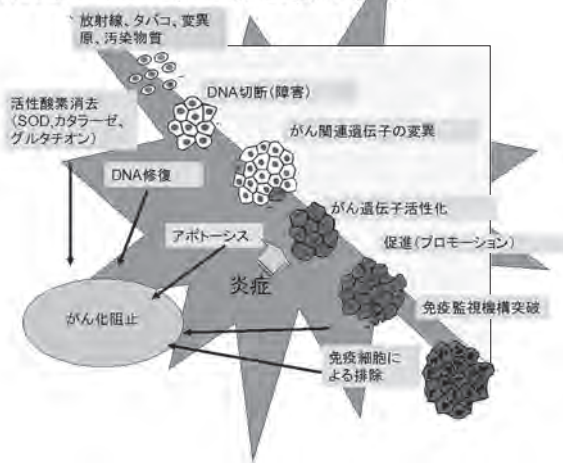 放射線、タバコ、変異
原、汚染物質
DNA切断(障害)
活性酸素消去
(SOD,カタラーゼ、
グルタチオン)
がん関連遺伝子の変異
DNA修復
がん遺伝子活性化
アポトーシス
促進(プロモーション)
炎症
免疫監視機構突破
がん化阻止
免疫細胞に
よる排除